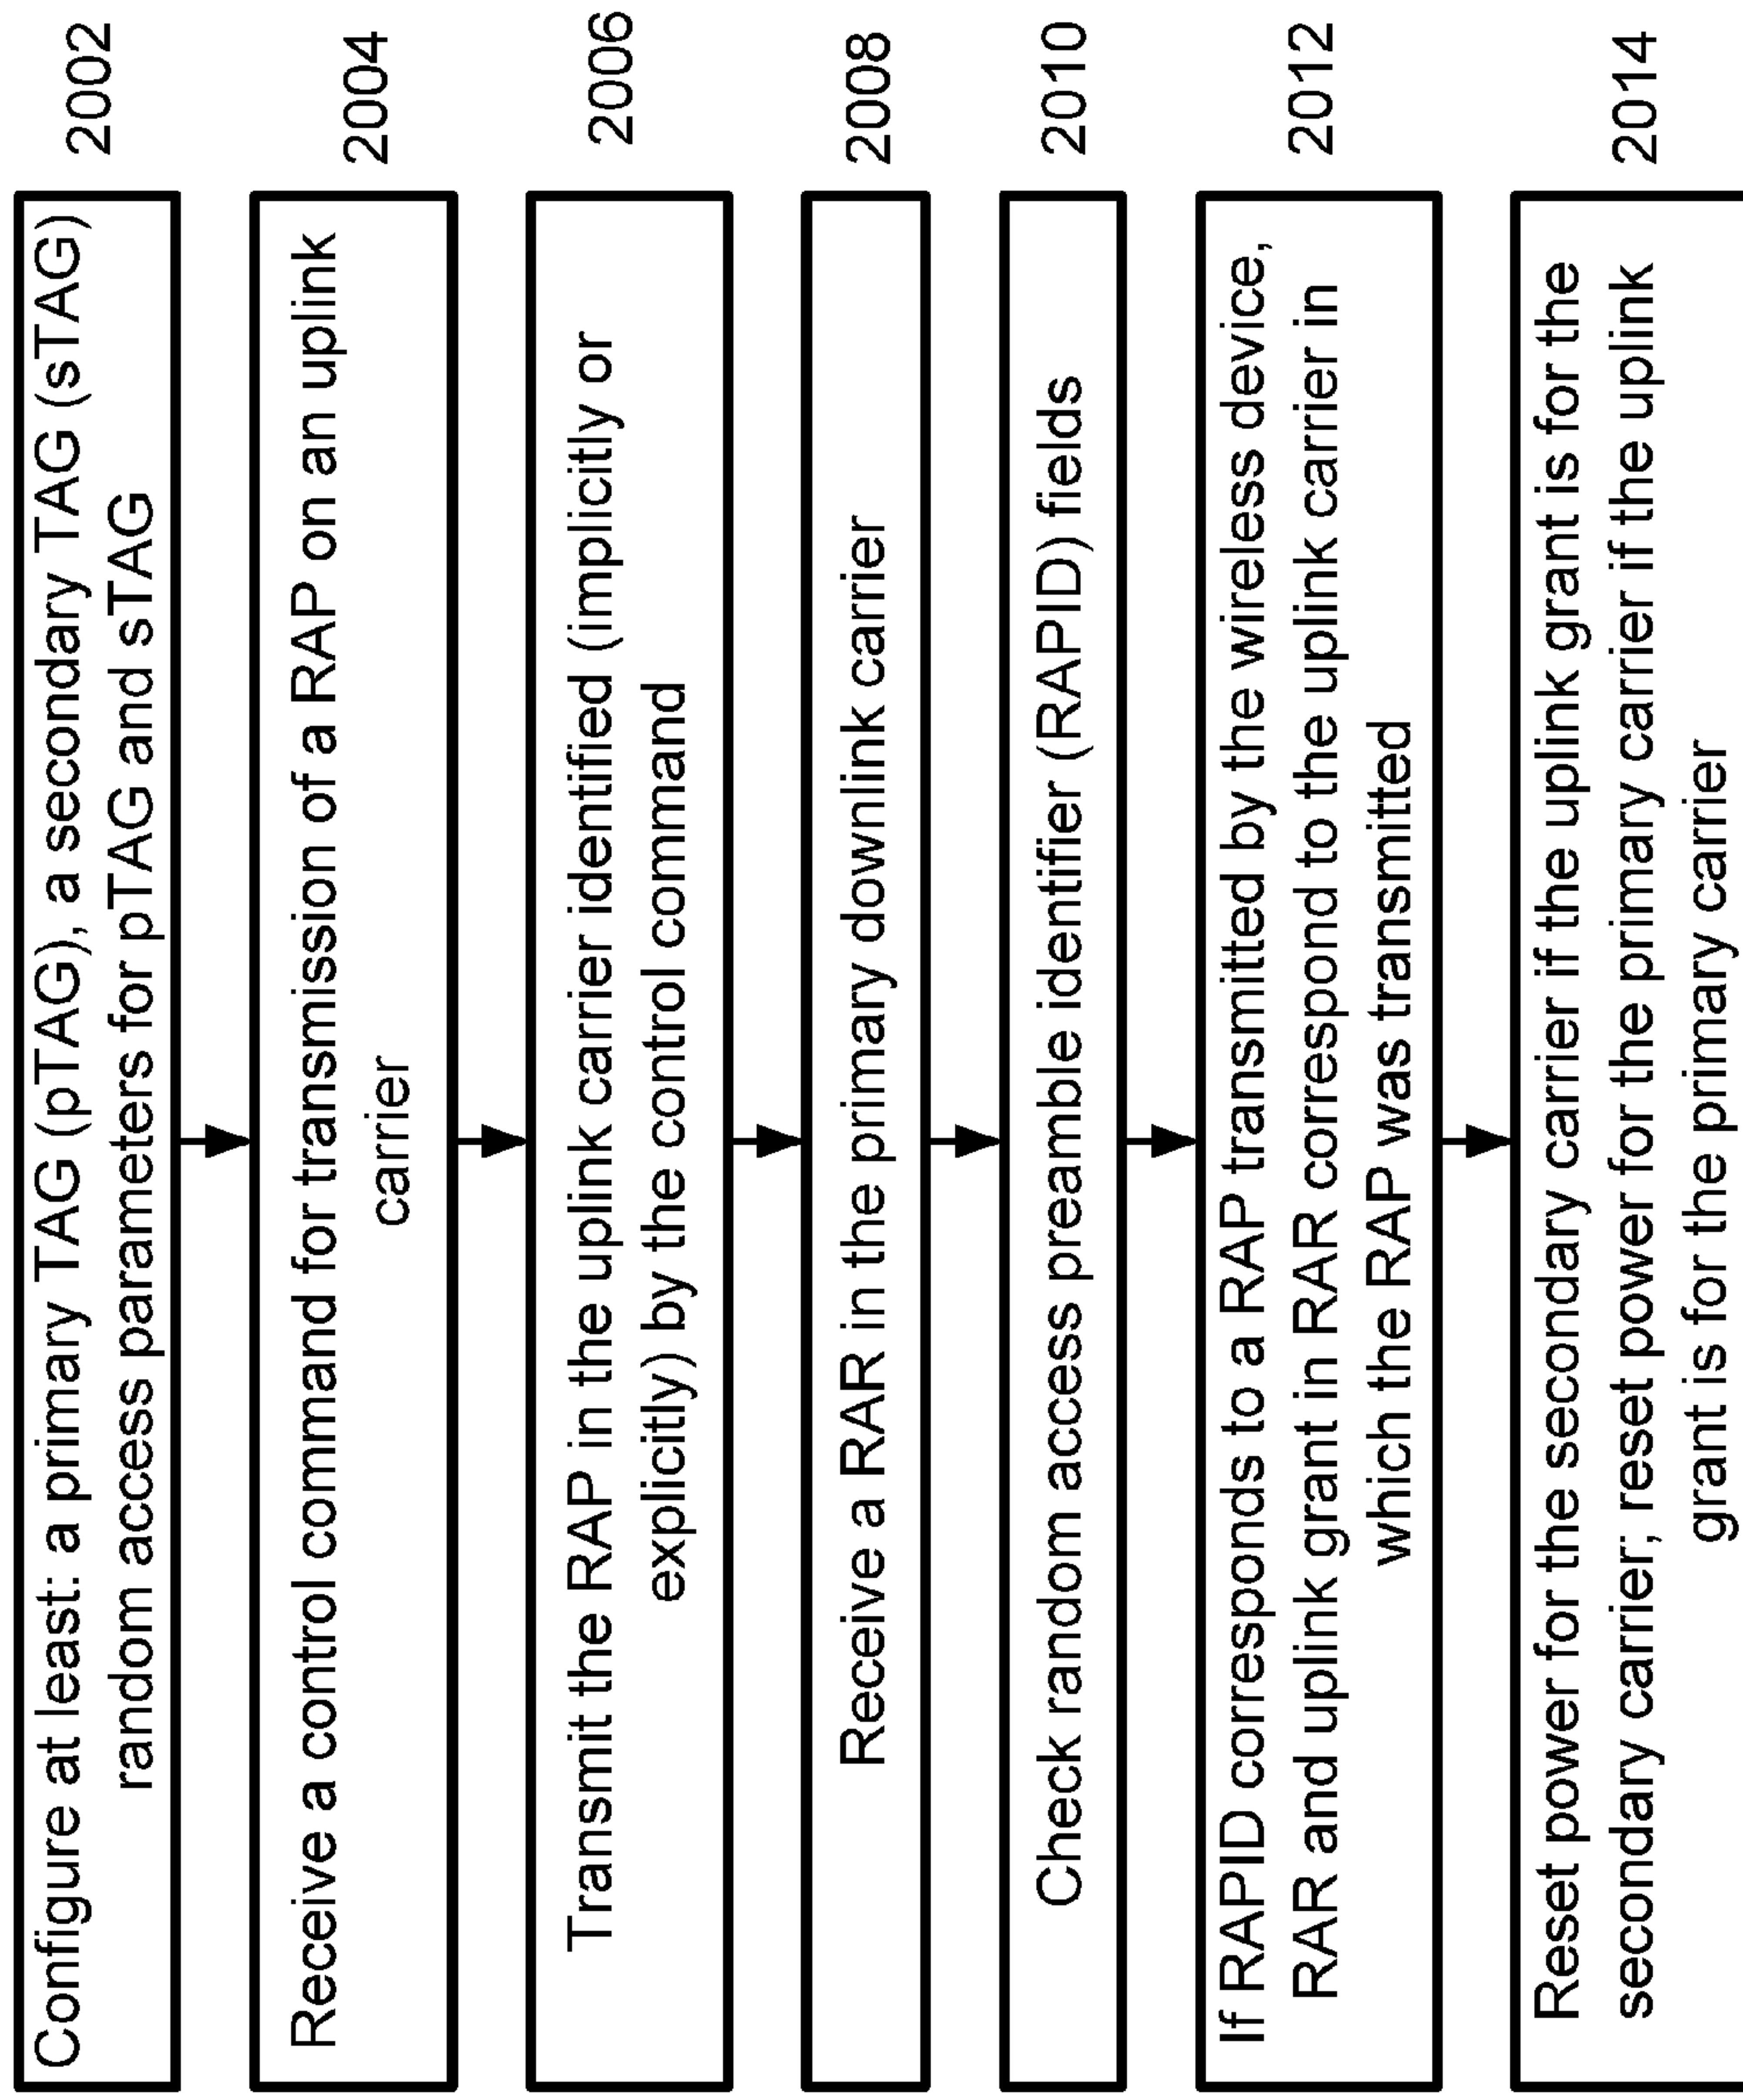 Configure at least: a primary TAG (pTAG), a secondary TAG (sTAG)
random access parameters for pTAG and sTAG
2002
Receive a control command for transmission of a RAP on an uplink
carrier
2004
Transmit the RAP in the uplink carrier identified (implicitly or
explicitly) by the control command
2006
Receive a RAR in the primary downlink carrier
2008
Check random access preamble identifier (RAPID) fields
2010
If RAPID corresponds to a RAP transmitted by the wireless device,
RAR and uplink grant in RAR correspond to the uplink carrier in
which the RAP was transmitted
2012
Reset power for the secondary carrier if the uplink grant is for the
secondary carrier; reset power for the primary carrier if the uplink
grant is for the primary carrier
2014